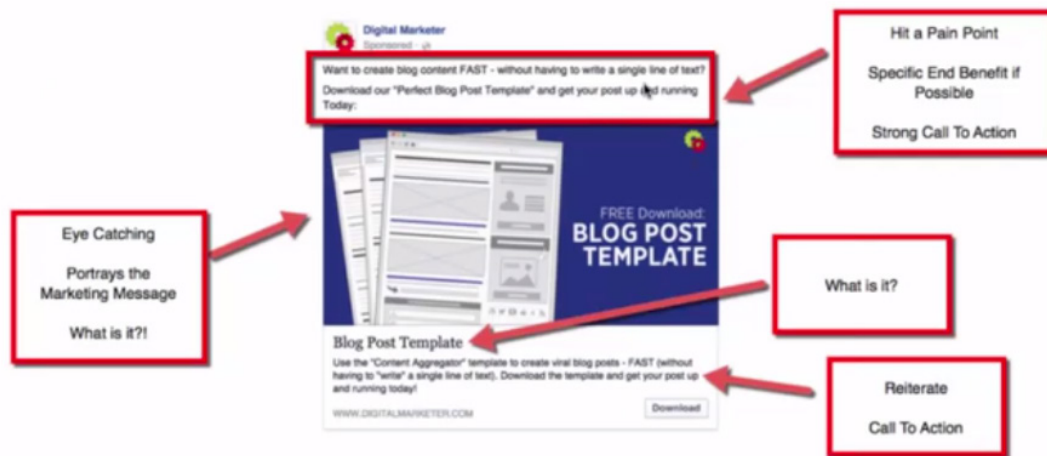 Digital Marketer
Sponsored ·
Want to create blog content FAST - without having to write a single line of text?
Download our "Perfect Blog Post Template" and get your post up and running
Today:
Hit a Pain Point
Specific End Benefit if
Possible
Strong Call To Action
FREE Download:
BLOG POST
TEMPLATE
Eye Catching
Portrays the
Marketing Message
What is it?!
What is it?
Blog Post Template
Use the "Content Aggregator" template to create viral blog posts - FAST (without
having to "write" a single line of text). Download the template and get your post up
and running today!
WWW.DIGITALMARKETER.COM
Download
Reiterate
Call To Action